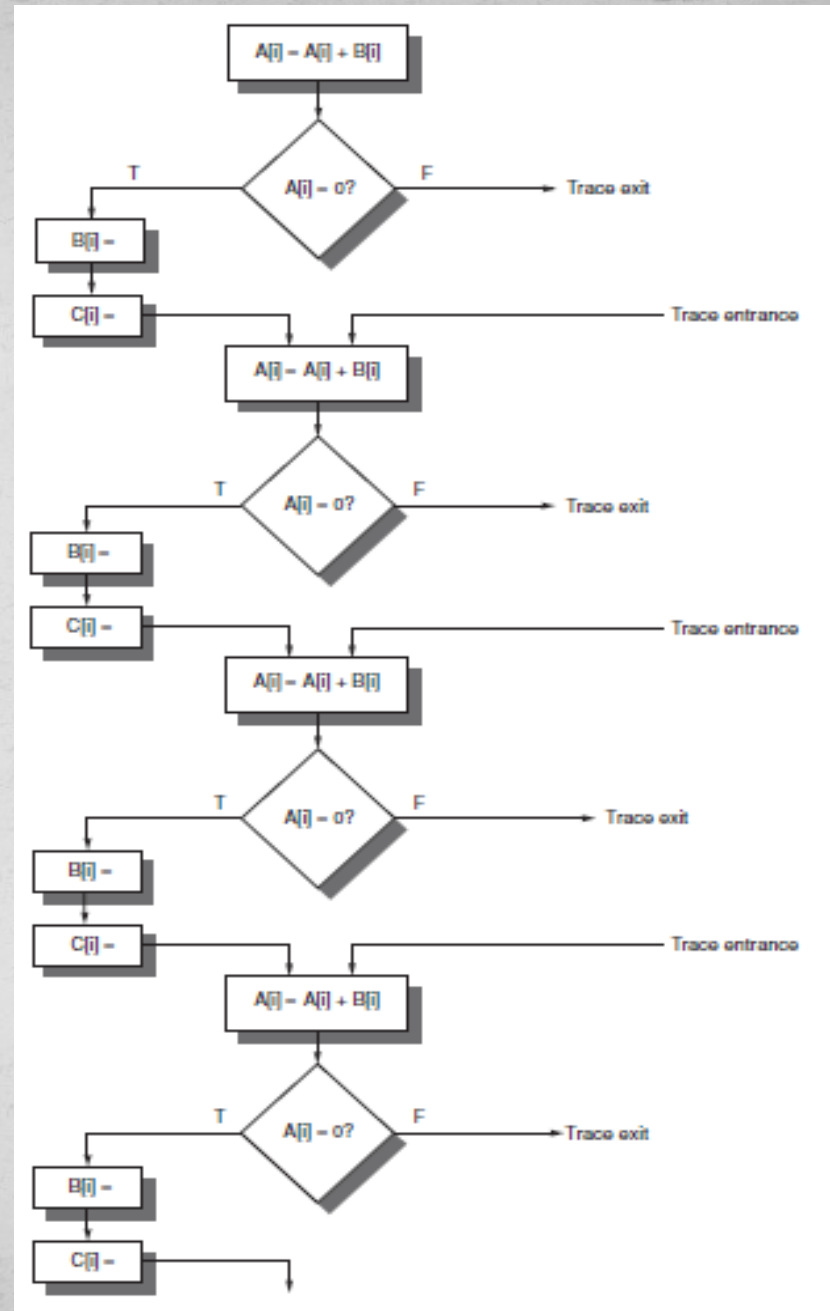 A[i] = A[i] + B[i]
T
A[i] = 0?
F
Trace exit
B[i] =
C[i] =
Trace entrance
A[i] = A[i] + B[i]
T
A[i] = 0?
F
Trace exit
B[i] =
C[i] =
Trace entrance
A[i] = A[i] + B[i]
T
A[i] = 0?
F
Trace exit
B[i] =
C[i] =
Trace entrance
A[i] = A[i] + B[i]
T
A[i] = 0?
F
Trace exit
B[i] =
C[i] =